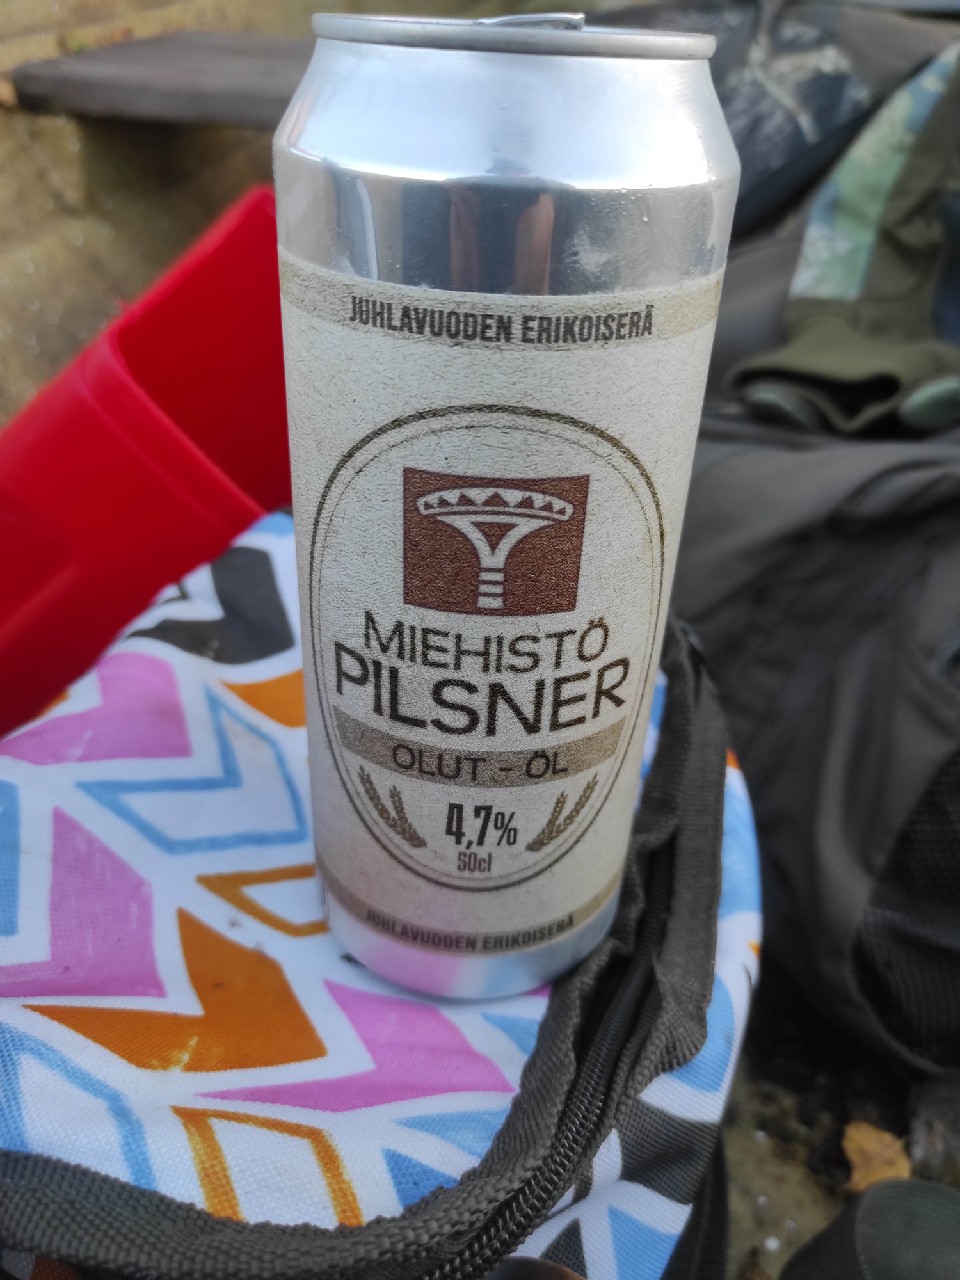 JUHLAVUODEN ERIKOISERÄ
MIEHISTÖ
PILSNER
OLUT - ÖL
4,7%
50cl
JUHLAVUODEN ERIKOISERÄ